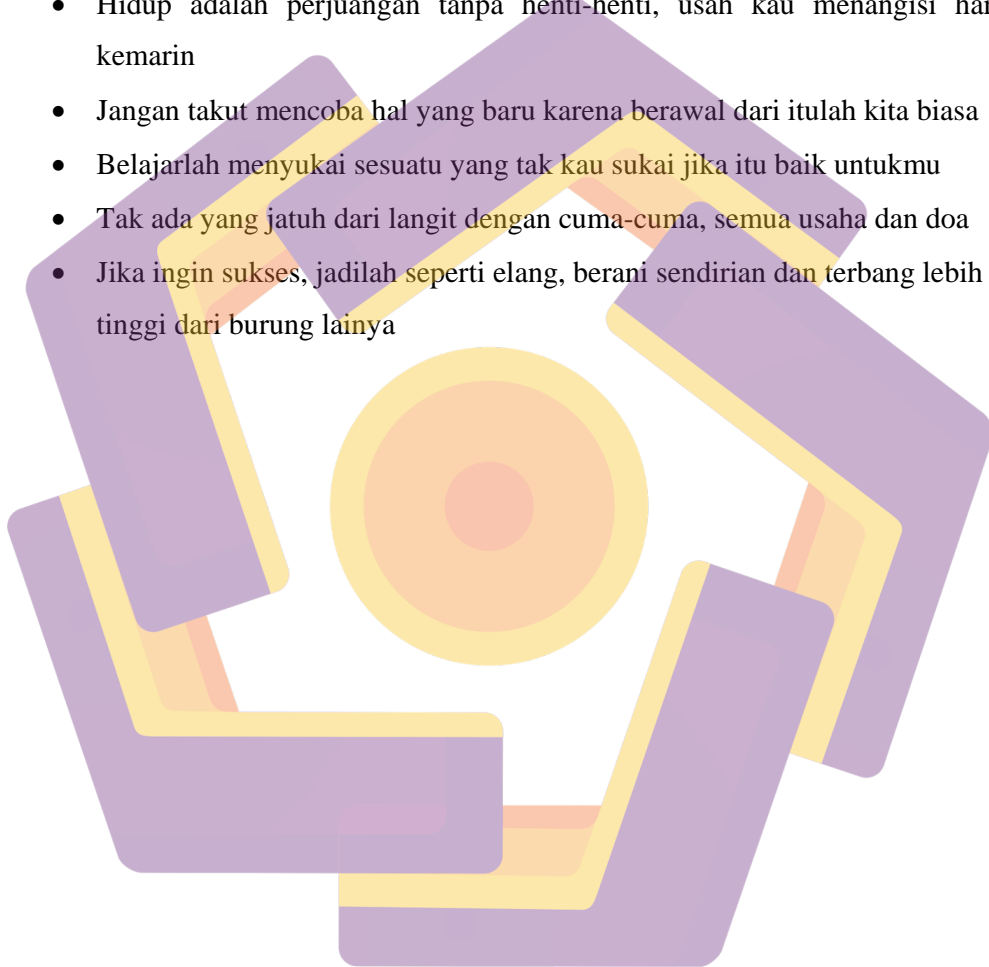 • Hidup adalah perjuangan tanpa henti-henti, usah kau menangisi
kemarin
• Jangan takut mencoba hal yang baru karena berawal dari itulah kita biasa
• Belajarlah menyukai sesuatu yang tak kau sukai jika itu baik untukmu
• Tak ada yang jatuh dari langit dengan cuma-cuma, semua usaha dan doa
• Jika ingin sukses, jadilah seperti elang, berani sendirian dan terbang lebih
tinggi dari burung lainya